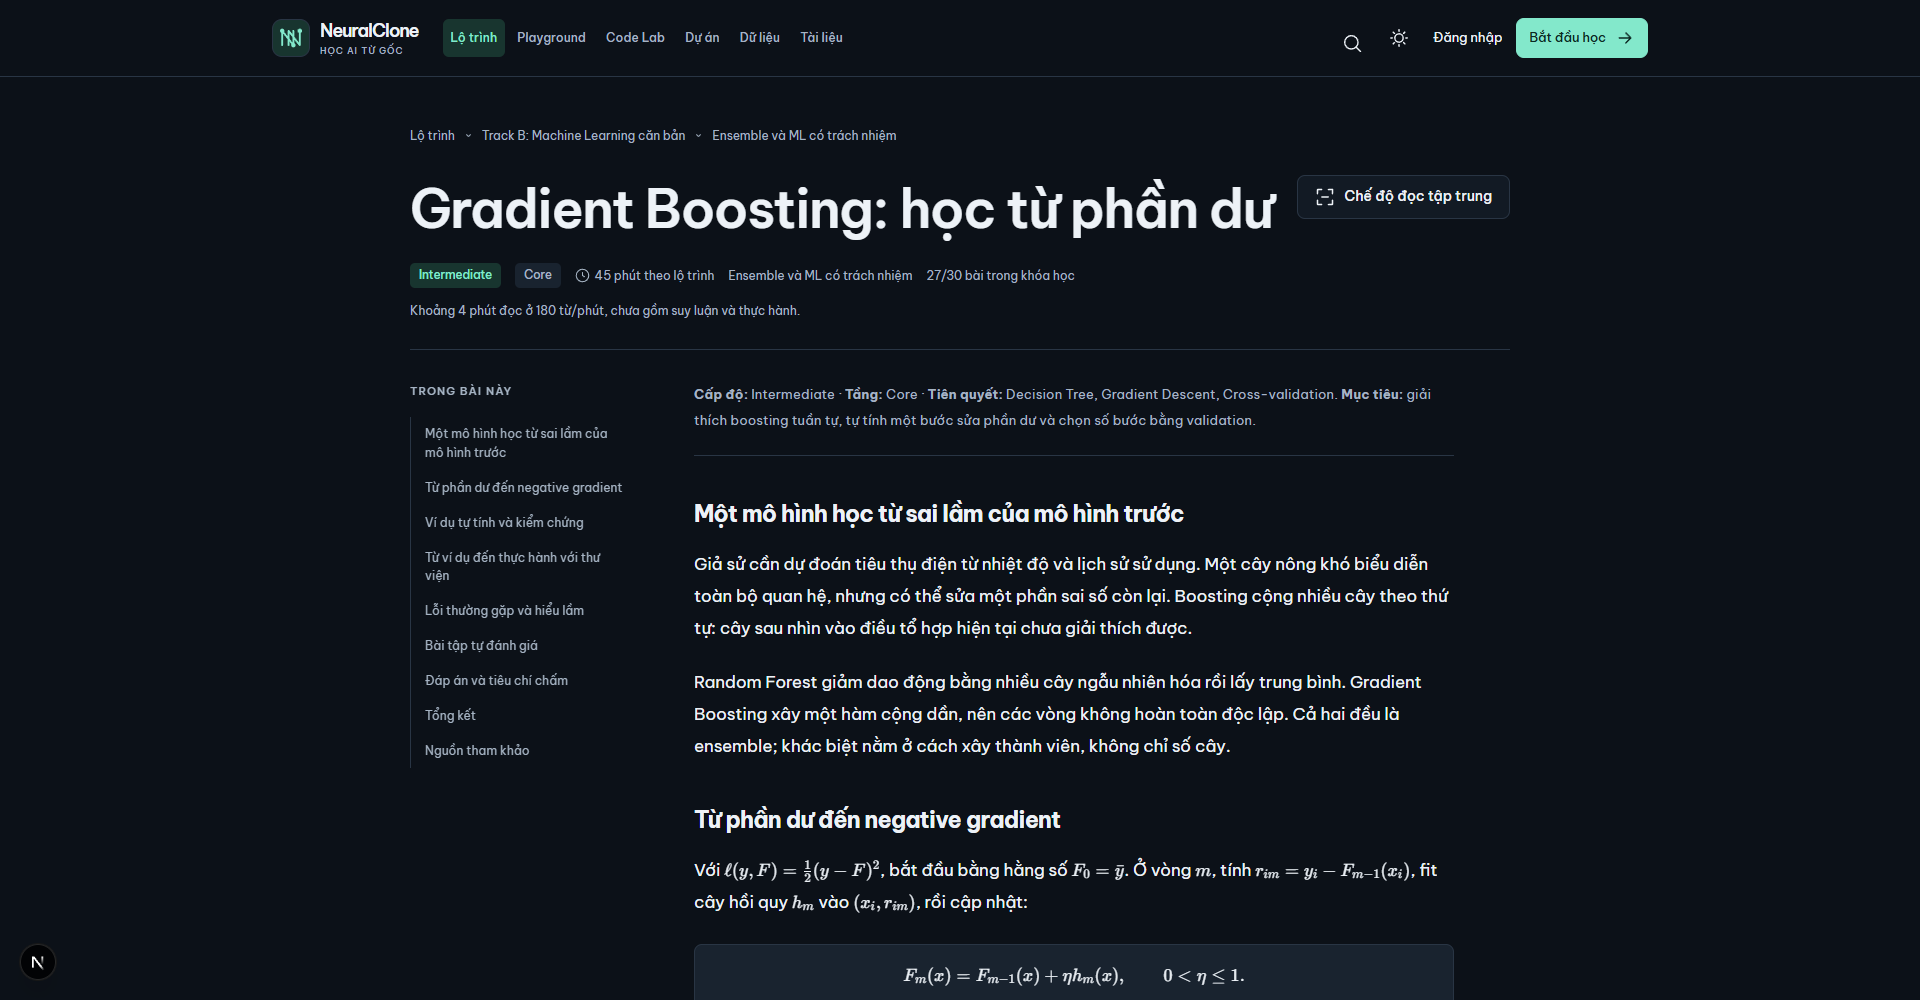 NeuralClone
HỌC AI TỪ GỐC
Lộ trình
Playground
Code Lab
Dự án
Dữ liệu
Tài liệu
Đăng nhập
Bắt đầu học
Lộ trình
Track B: Machine Learning căn bản
Ensemble và ML có trách nhiệm
Gradient Boosting: học từ phần dư
Chế độ đọc tập trung
Intermediate
Core
45 phút theo lộ trình
Ensemble và ML có trách nhiệm
27/30 bài trong khóa học
Khoảng 4 phút đọc ở 180 từ/phút, chưa gồm suy luận và thực hành.
TRONG BÀI NÀY
Một mô hình học từ sai lầm của
mô hình trước
Từ phần dư đến negative gradient
Ví dụ tự tính và kiểm chứng
Từ ví dụ đến thực hành với thư
viện
Lỗi thường gặp và hiểu lầm
Bài tập tự đánh giá
Đáp án và tiêu chí chấm
Tổng kết
Nguồn tham khảo
Cấp độ: Intermediate · Tầng: Core · Tiên quyết: Decision Tree, Gradient Descent, Cross-validation. Mục tiêu: giải
thích boosting tuần tự, tự tính một bước sửa phần dư và chọn số bước bằng validation.
Một mô hình học từ sai lầm của mô hình trước
Giả sử cần dự đoán tiêu thụ điện từ nhiệt độ và lịch sử sử dụng. Một cây nông khó biểu diễn
toàn bộ quan hệ, nhưng có thể sửa một phần sai số còn lại. Boosting cộng nhiều cây theo thứ
tự: cây sau nhìn vào điều tổ hợp hiện tại chưa giải thích được.
Random Forest giảm dao động bằng nhiều cây ngẫu nhiên hóa rồi lấy trung bình. Gradient
Boosting xây một hàm cộng dần, nên các vòng không hoàn toàn độc lập. Cả hai đều là
ensemble; khác biệt nằm ở cách xây thành viên, không chỉ số cây.
Từ phần dư đến negative gradient
Với ℓ(y, F) = ½(y − F)², bắt đầu bằng hằng số F₀ = ȳ. Ở vòng m, tính rᵢₘ = yᵢ − Fₘ₋₁(xᵢ), fit
cây hồi quy hₘ vào (xᵢ, rᵢₘ), rồi cập nhật:
Fₘ(x) = Fₘ₋₁(x) + ηhₘ(x), 0 < η ≤ 1.